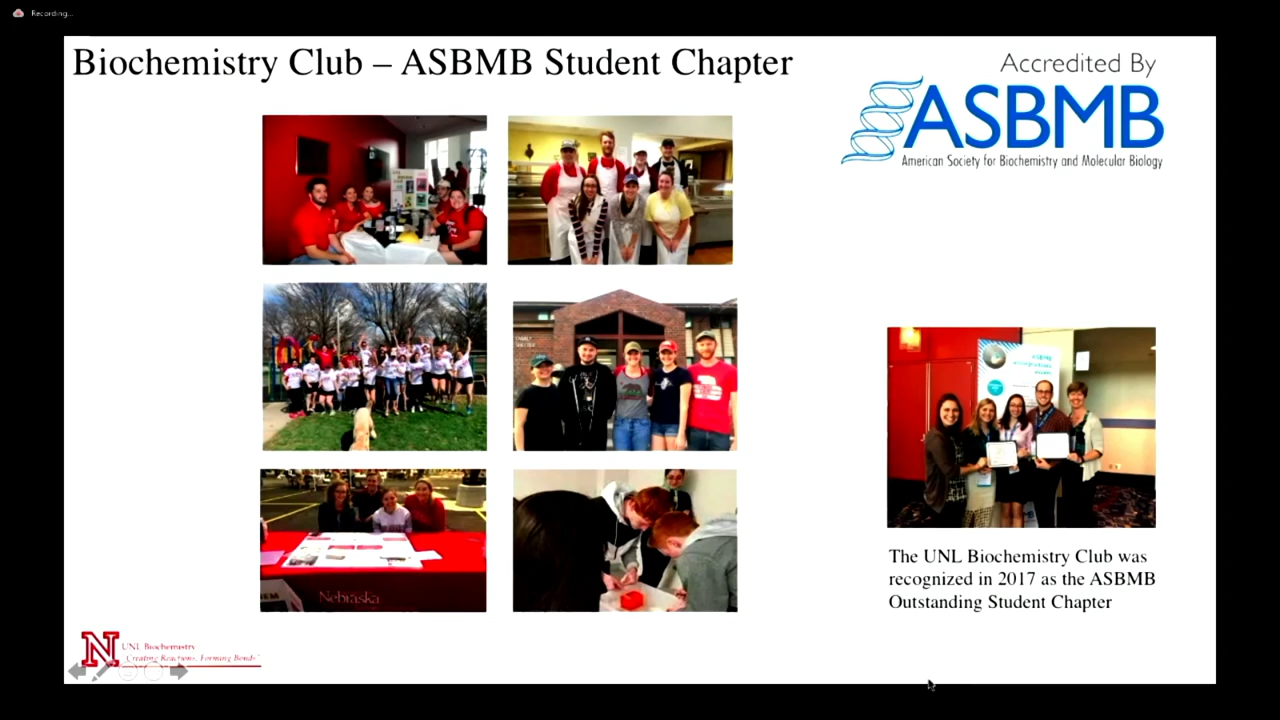 Recording...
Biochemistry Club – ASBMB Student Chapter
Accredited By
ASBMB
American Society for Biochemistry and Molecular Biology
Nebraska
The UNL Biochemistry Club was
recognized in 2017 as the ASBMB
Outstanding Student Chapter
N
UNL Biochemistry
"Creating Reactions, Forming Bonds"